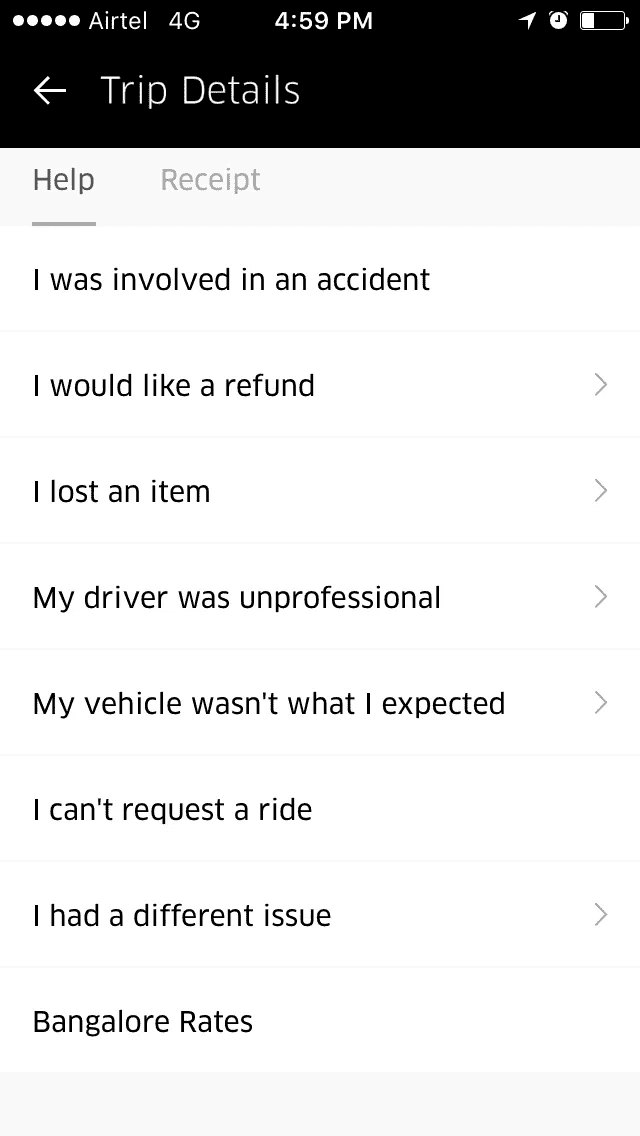 Airtel 4G 4:59 PM
Trip Details
Help Receipt
I was involved in an accident
I would like a refund
I lost an item
My driver was unprofessional
My vehicle wasn't what I expected
I can't request a ride
I had a different issue
Bangalore Rates